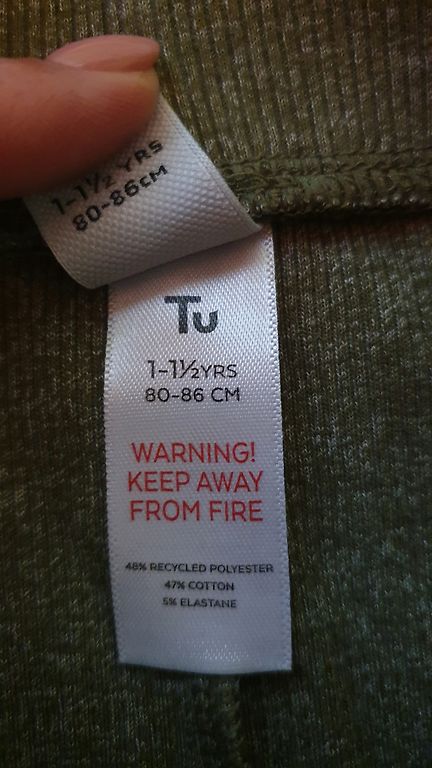 1-1½ YRS
80-86CM
Tu
1-1½YRS
80-86 CM
WARNING!
KEEP AWAY
FROM FIRE
48% RECYCLED POLYESTER
47% COTTON
5% ELASTANE